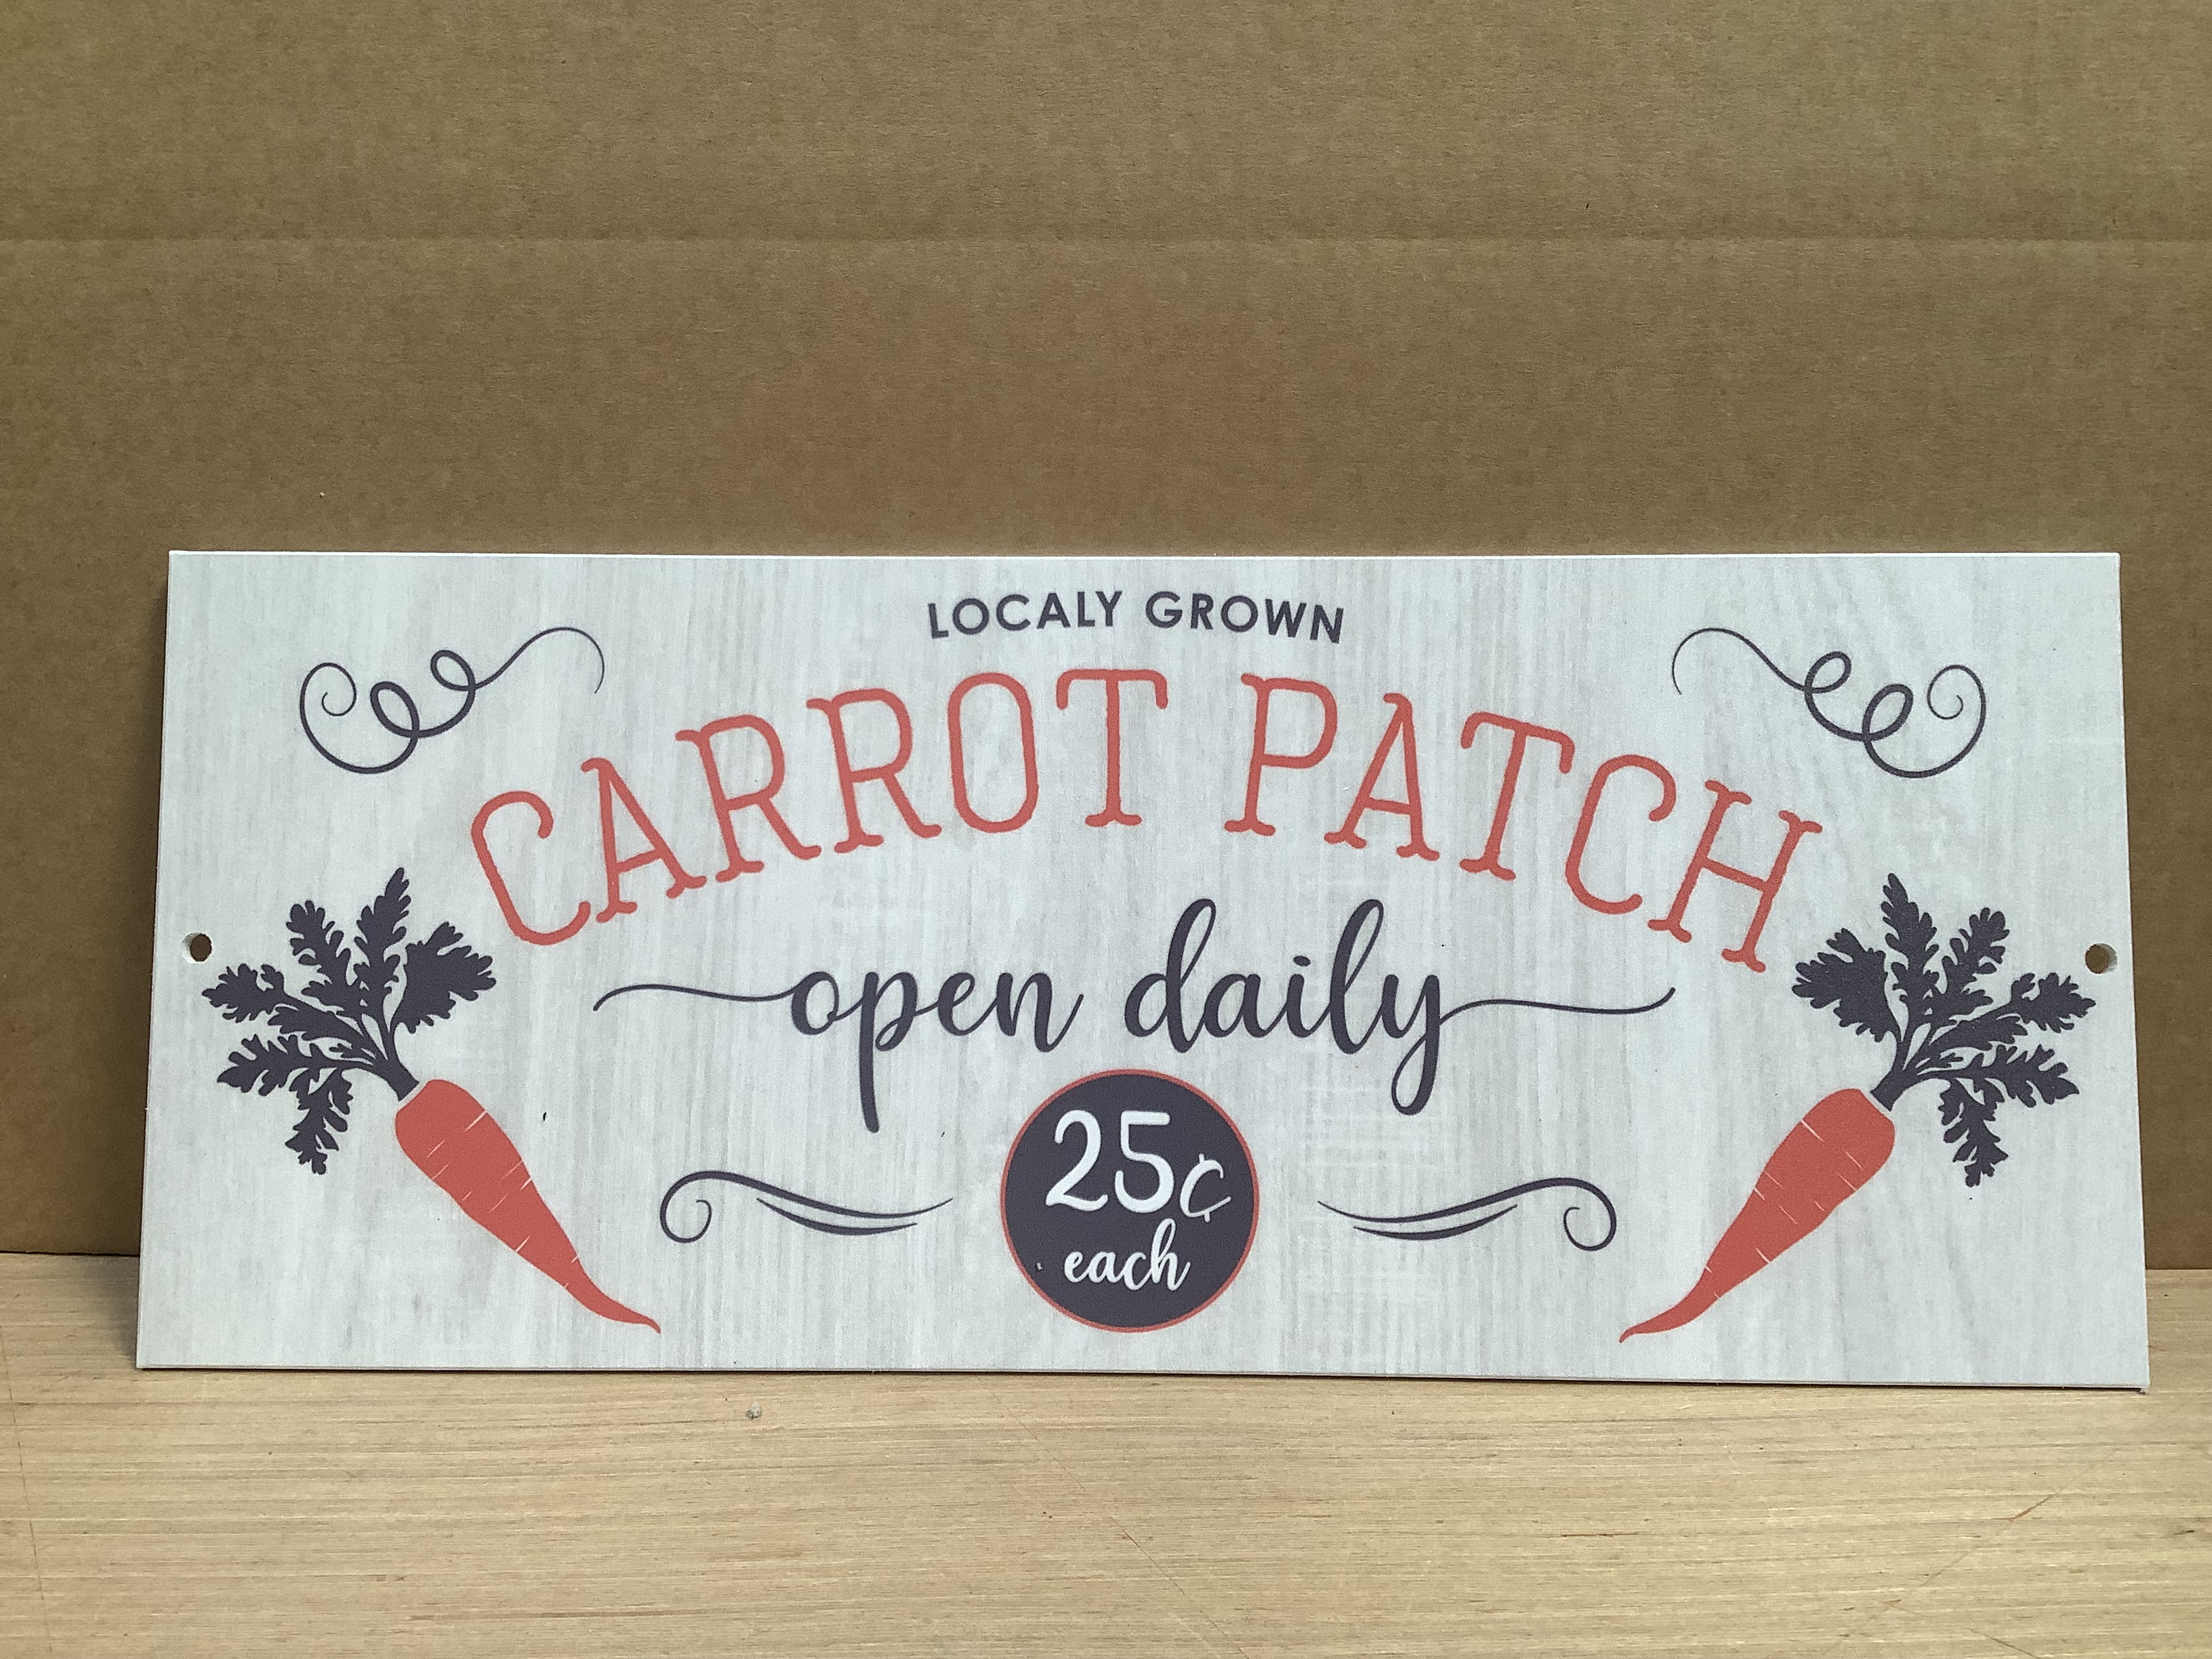 LOCALY GROWN
CARROT PATCH
open daily
25¢
each